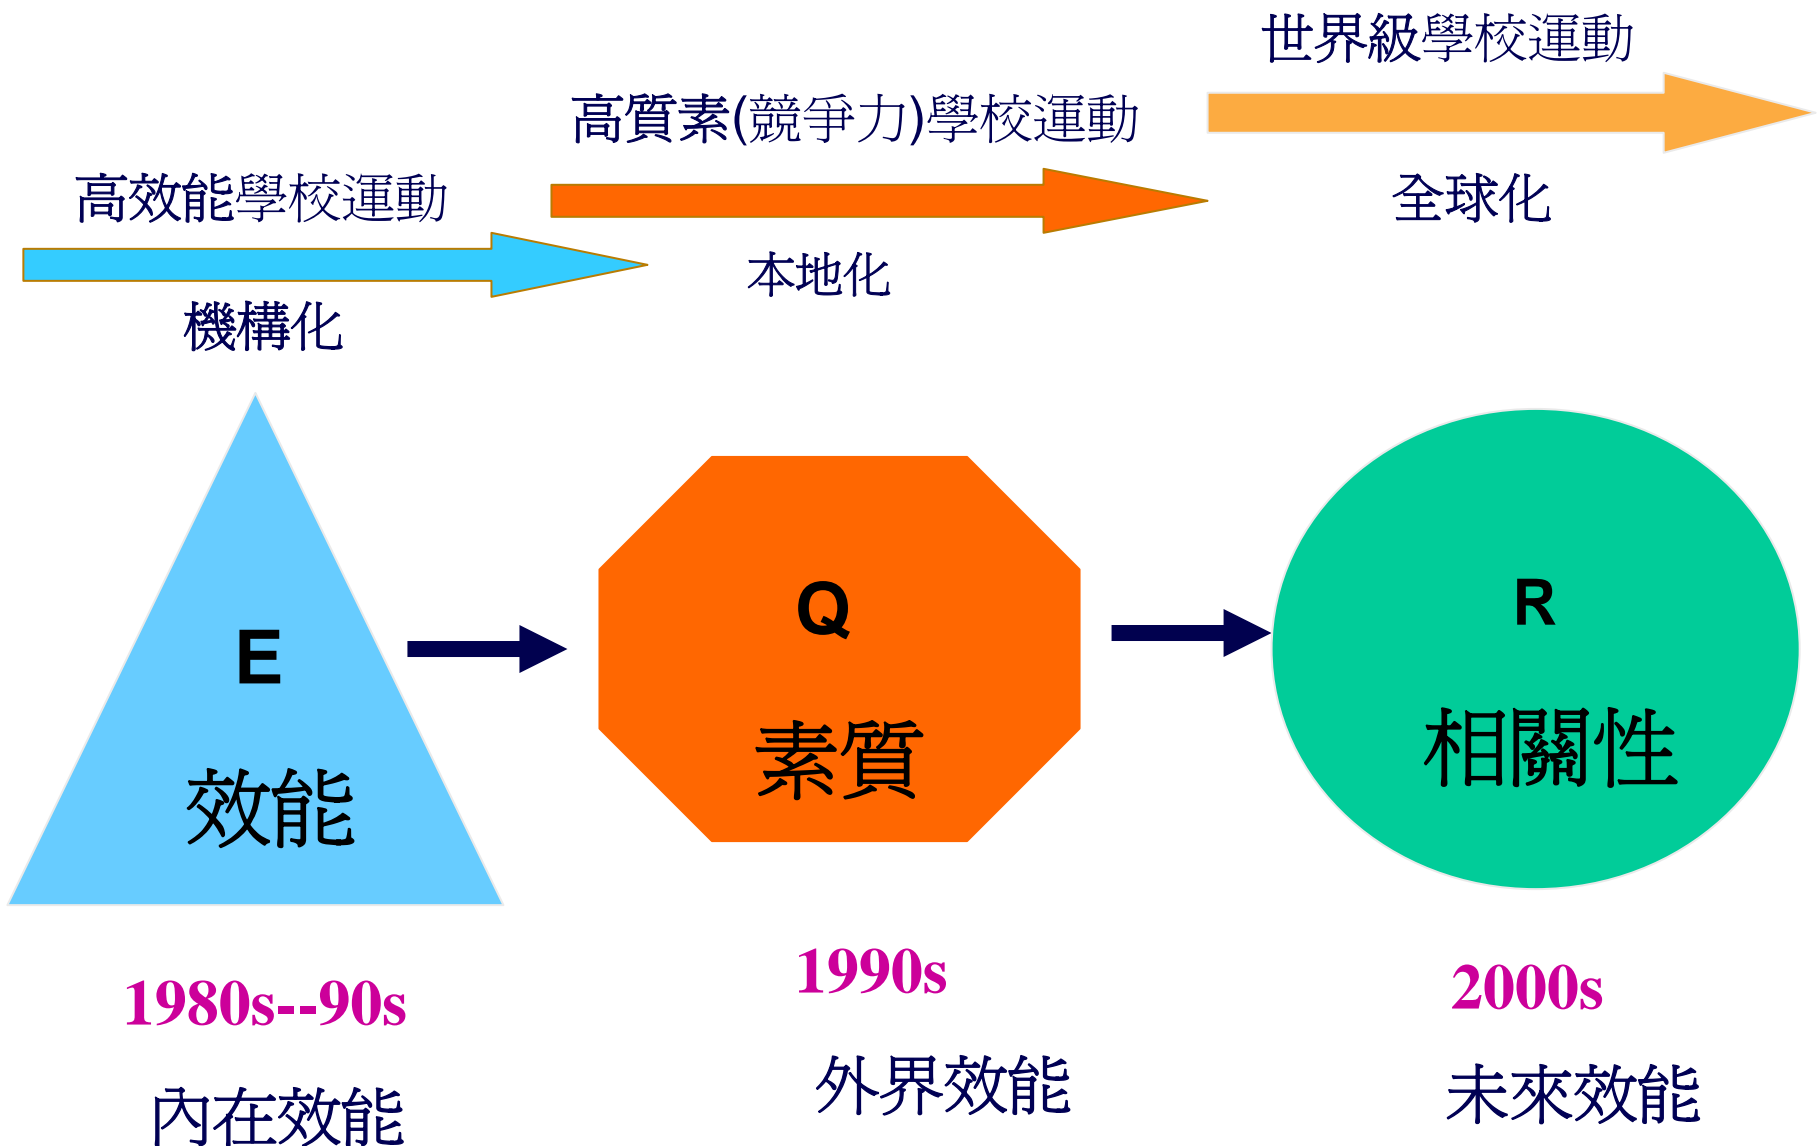 世界級學校運動
高質素(競爭力)學校運動
高效能學校運動
全球化
本地化
機構化
E
效能
Q
素質
R
相關性
1980s--90s
1990s
2000s
內在效能
外界效能
未來效能